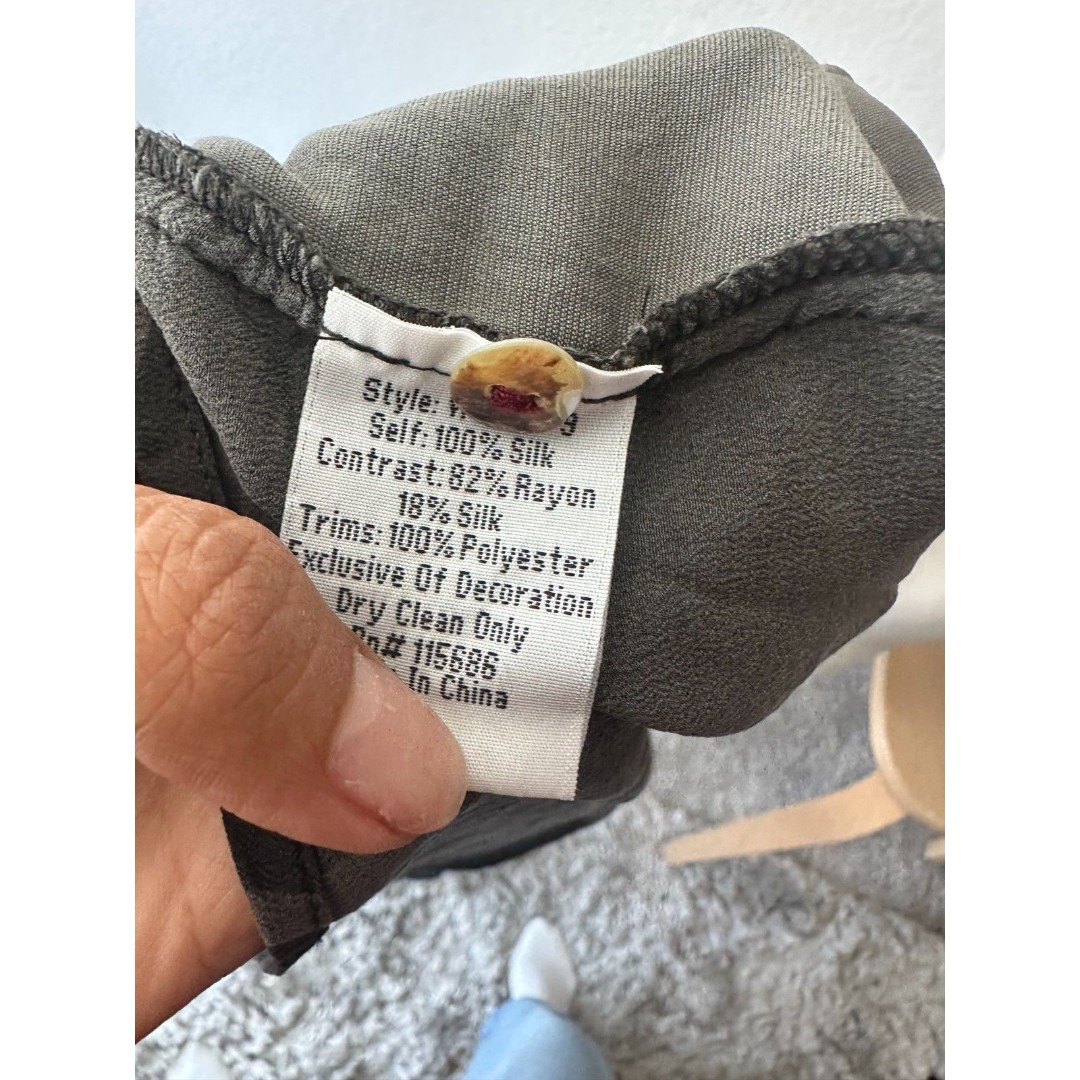 Style:
Self: 100% Silk
Contrast: 82% Rayon
18% Silk
Trims: 100% Polyester
Exclusive Of Decoration
Dry Clean Only
# 115686
In China